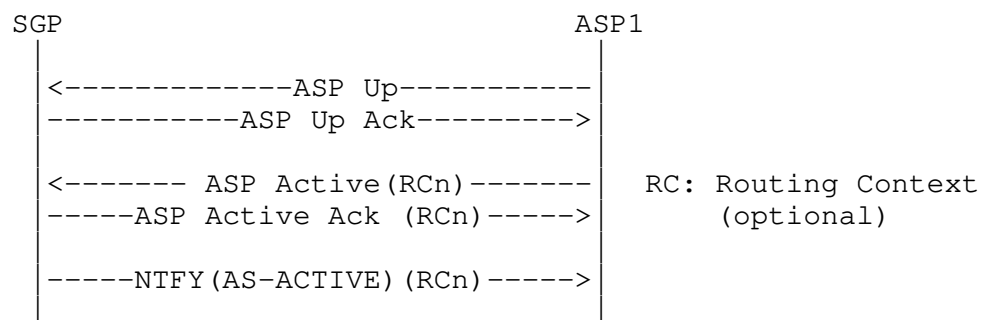 SGP ASP1
<-------------ASP Up-----------
-----------ASP Up Ack--------->
<------- ASP Active(RCn)------- RC: Routing Context
-----ASP Active Ack (RCn)-----> (optional)
-----NTFY(AS-ACTIVE)(RCn)----->